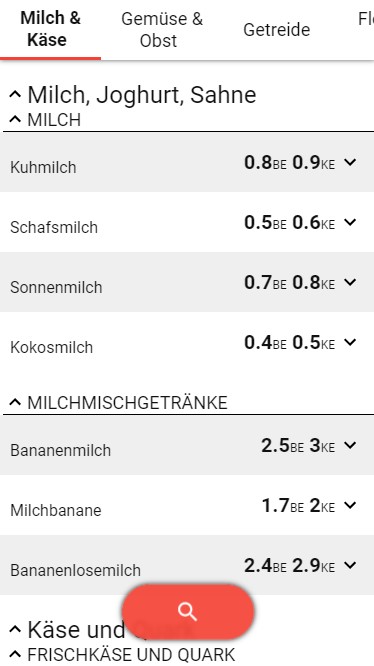 Milch &
Käse
Gemüse &
Obst
Getreide
Milch, Joghurt, Sahne
MILCH
Kuhmilch 0.8BE 0.9KE
Schafsmilch 0.5BE 0.6KE
Sonnenmilch 0.7BE 0.8KE
Kokosmilch 0.4BE 0.5KE
MILCHMISCHGETRÄNKE
Bananenmilch 2.5BE 3KE
Milchbanane 1.7BE 2KE
Bananenlosemilch 2.4BE 2.9KE
Käse und Quark
FRISCHKÄSE UND QUARK